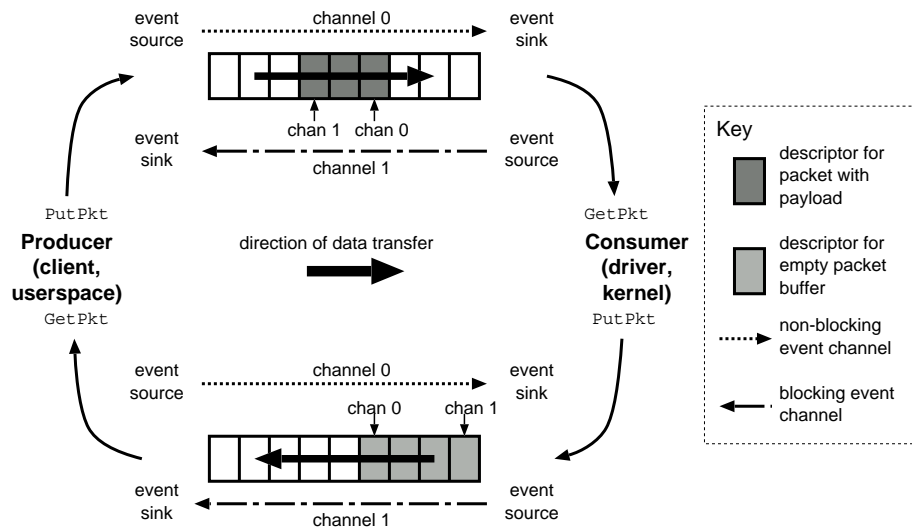 event
source
channel 0
event
sink
chan 1
chan 0
event
sink
channel 1
event
source
PutPkt
Producer
(client,
userspace)
GetPkt
direction of data transfer
GetPkt
Consumer
(driver,
kernel)
PutPkt
event
source
channel 0
event
sink
chan 0
chan 1
event
sink
channel 1
event
source
Key
descriptor for
packet with
payload
descriptor for
empty packet
buffer
non-blocking
event channel
blocking event
channel